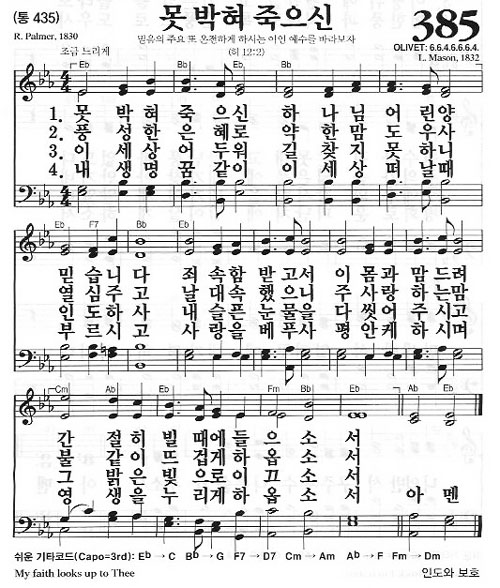 (통 435)
못 박혀 죽으신
385
R. Palmer, 1830
믿음의 주요 또 온전하게 하시는 이인 예수를 바라보자
OLIVET: 6.6.4.6.6.6.4.
조금 느리게
(히 12:2)
L. Mason, 1832
Eb Bb Eb Bb Eb Bb
1. 못 박 혀 죽 으 신 하 나 님 어 린 양
2. 풍 성 한 은 혜 로 약 한 맘 도 우 사
3. 이 세 상 어 두 워 길 찾 지 못 하 니
4. 내 생 명 꿈 같 이 이 세 상 떠 날 때
Eb F7 Bb Eb
믿 습 니 다 죄 속 함 받 고 서 이 몸 과 맘 드 려
열 심 주 고 날 대 속 했 으 니 주 사 랑 하 는 맘
인 도 하 사 내 슬 픈 눈 물 을 다 씻 어 주 시 고
부 르 시 고 사 랑 을 베 푸 사 평 안 케 하 시 며
Cm Ab Eb Fm Bb Eb Ab Eb
간 절 히 빌 때 에 들 으 소 서
불 같 이 뜨 겁 게 하 옵 소 서
그 밝 은 빛 으 로 이 끄 소 서
영 생 을 누 리 게 하 옵 소 서 아 멘
쉬운 기타코드(Capo=3rd): Eb → C Bb → G F7 → D7 Cm → Am Ab → F Fm → Dm
My faith looks up to Thee
인도와 보호